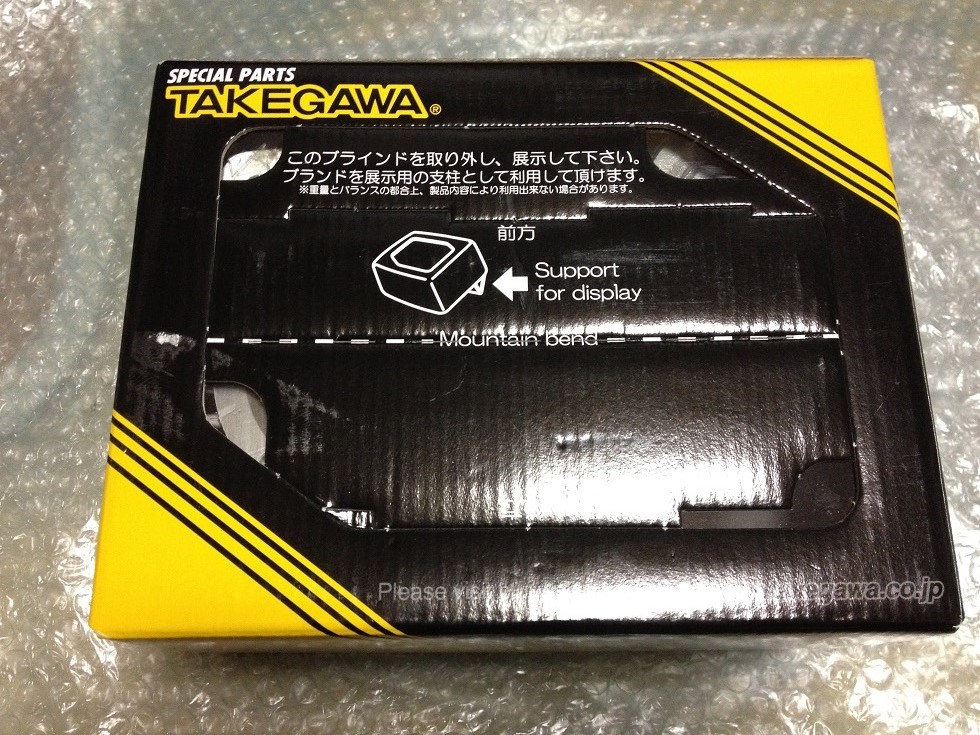 SPECIAL PARTS
TAKEGAWA®
このブラインドを取り外し、展示して下さい。
ブランドを展示用の支柱として利用して頂けます。
※重量とバランスの都合上、製品内容により利用出来ない場合があります。
前方
Support
for display
Mountain bend
Please visit
egawa.co.jp